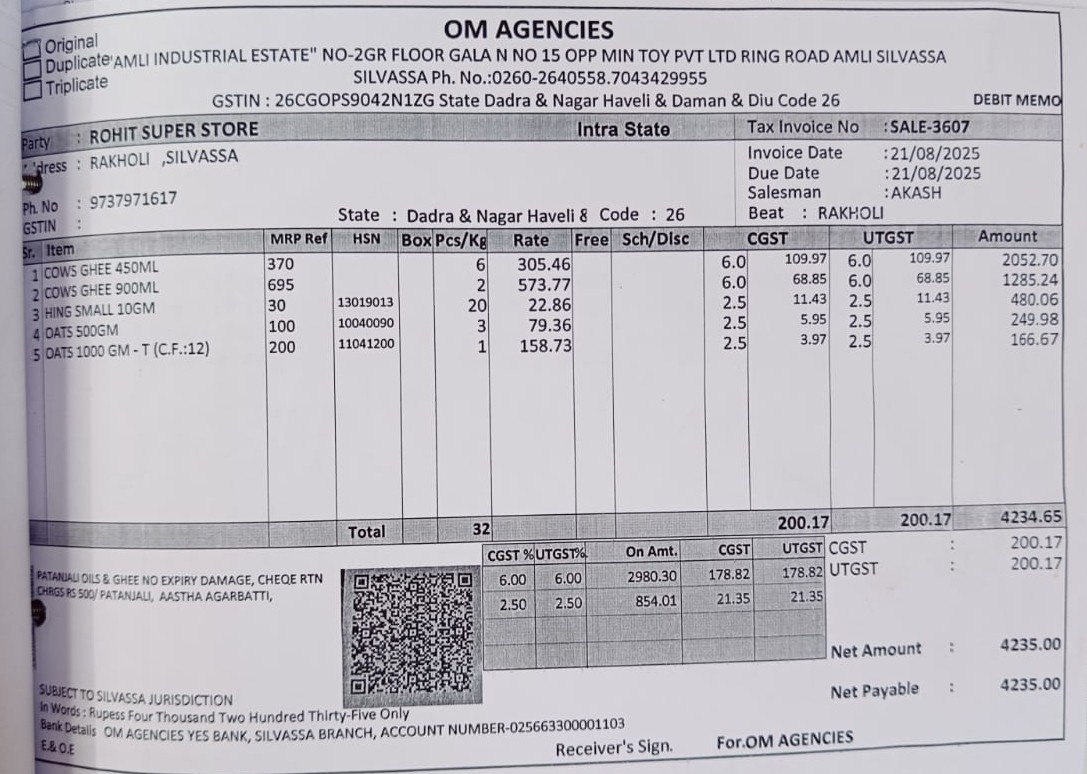 OM AGENCIES
Original
Duplicate "AMLI INDUSTRIAL ESTATE" NO-2GR FLOOR GALA N NO 15 OPP MIN TOY PVT LTD RING ROAD AMLI SILVASSA
Triplicate
SILVASSA Ph. No.:0260-2640558.7043429955
GSTIN : 26CGOPS9042N1ZG State Dadra & Nagar Haveli & Daman & Diu Code 26 DEBIT MEMO
Party : ROHIT SUPER STORE Intra State Tax Invoice No :SALE-3607
dress : RAKHOLI ,SILVASSA Invoice Date :21/08/2025
Due Date :21/08/2025
Ph. No : 9737971617 Salesman :AKASH
GSTIN : State : Dadra & Nagar Haveli & Code : 26 Beat : RAKHOLI
Sr. Item MRP Ref HSN Box Pcs/Kg Rate Free Sch/Disc CGST UTGST Amount
1 COWS GHEE 450ML 370 6 305.46 6.0 109.97 6.0 109.97 2052.70
2 COWS GHEE 900ML 695 2 573.77 6.0 68.85 6.0 68.85 1285.24
3 HING SMALL 10GM 30 13019013 20 22.86 2.5 11.43 2.5 11.43 480.06
4 OATS 500GM 100 10040090 3 79.36 2.5 5.95 2.5 5.95 249.98
5 OATS 1000 GM - T (C.F.:12) 200 11041200 1 158.73 2.5 3.97 2.5 3.97 166.67
Total 32 200.17 200.17 4234.65
CGST % UTGST% On Amt. CGST UTGST CGST : 200.17
6.00 6.00 2980.30 178.82 178.82 UTGST : 200.17
2.50 2.50 854.01 21.35 21.35
PATANJALI OILS & GHEE NO EXPIRY DAMAGE, CHEQE RTN
CHRGS RS 500/ PATANJALI, AASTHA AGARBATTI,
Net Amount : 4235.00
Net Payable : 4235.00
SUBJECT TO SILVASSA JURISDICTION
In Words : Rupess Four Thousand Two Hundred Thirty-Five Only
Bank Details OM AGENCIES YES BANK, SILVASSA BRANCH, ACCOUNT NUMBER-025663300001103
E.& O.E Receiver's Sign. For.OM AGENCIES